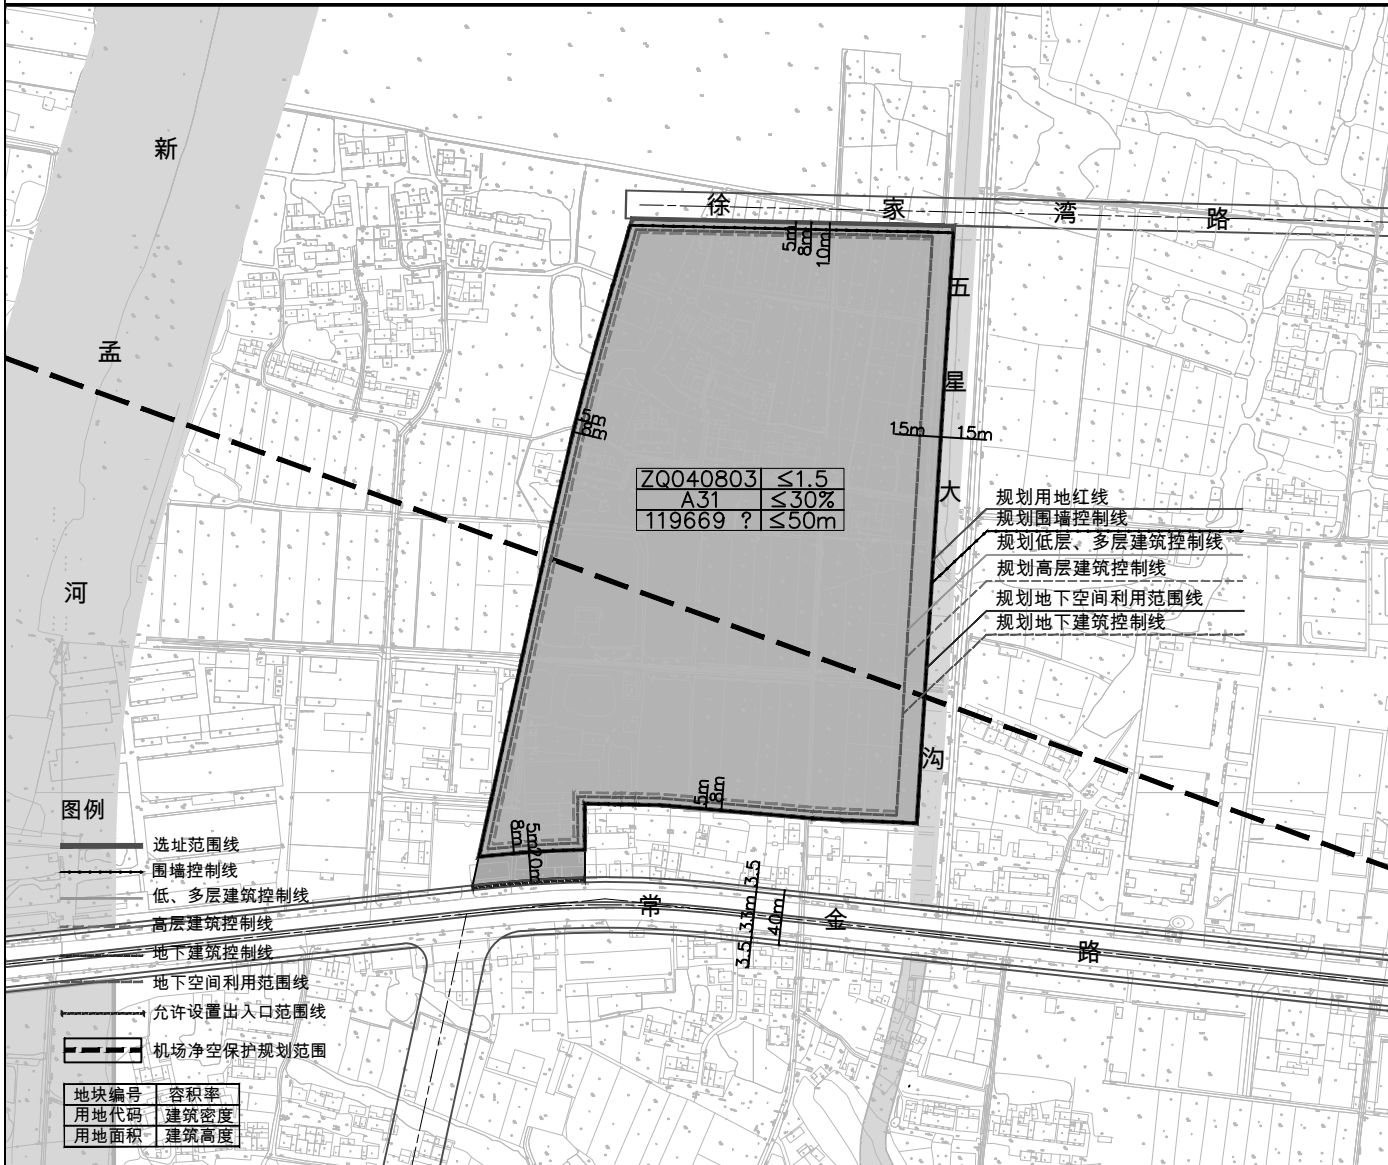 新
孟
河
徐家湾路
5m
8m
10m
五星大沟
5m
8m
15m
15m
ZQ040803 ≤1.5
A31 ≤30%
119669 ? ≤50m
规划用地红线
规划围墙控制线
规划低层、多层建筑控制线
规划高层建筑控制线
规划地下空间利用范围线
规划地下建筑控制线
5m
8m
8m
5m
20m
3.5
33m
3.5
40m
常金路
图例
选址范围线
围墙控制线
低、多层建筑控制线
高层建筑控制线
地下建筑控制线
地下空间利用范围线
允许设置出入口范围线
机场净空保护规划范围
地块编号 容积率
用地代码 建筑密度
用地面积 建筑高度